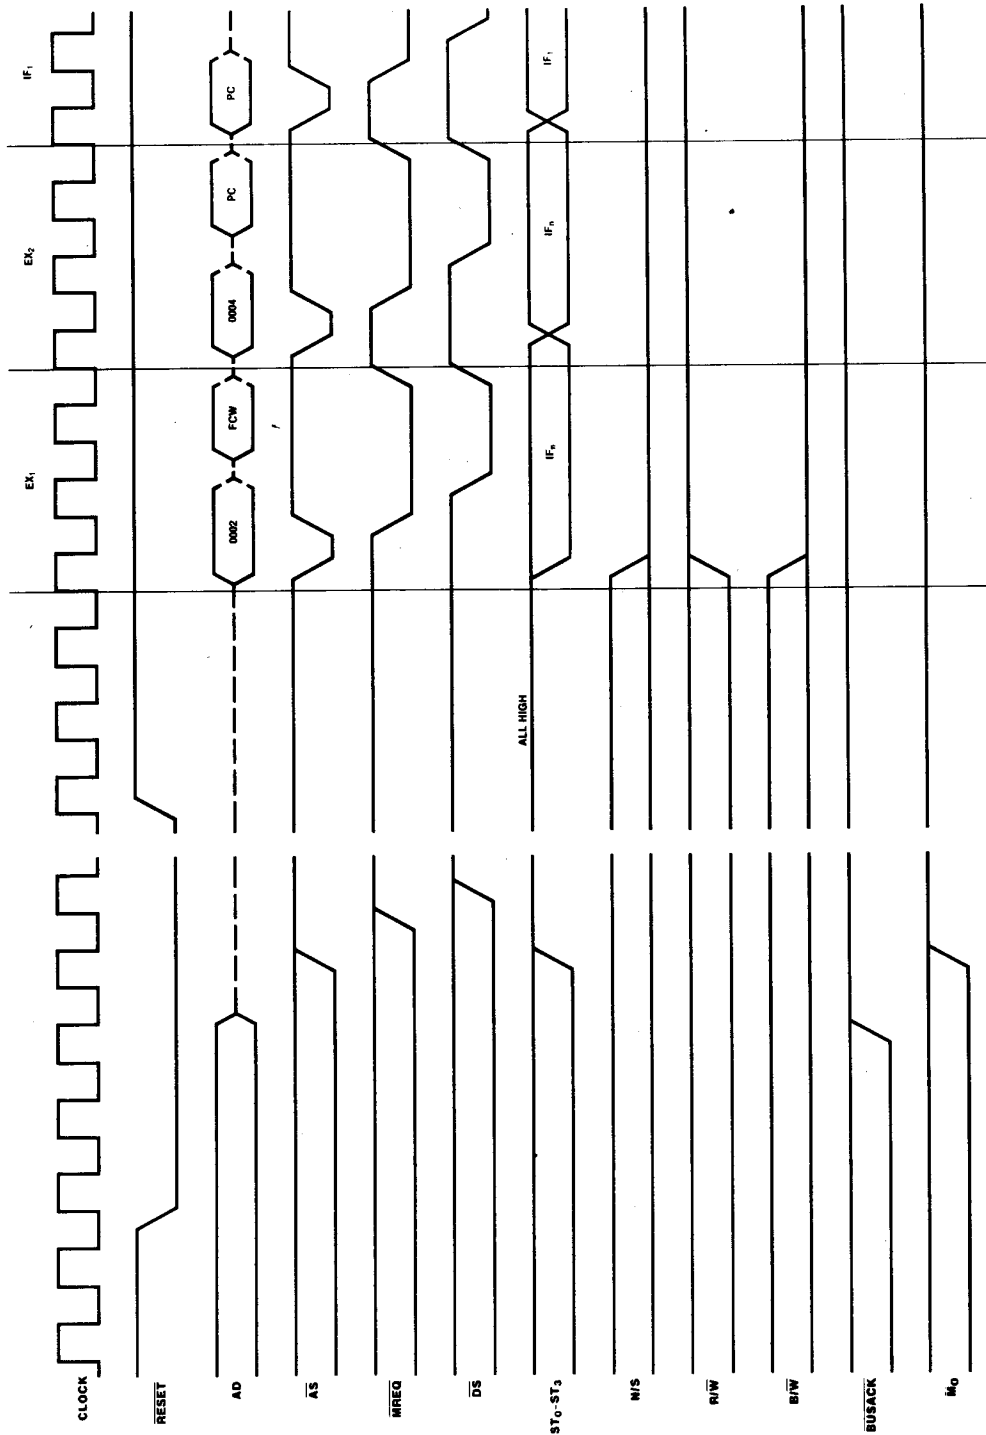 CLOCK
RESET
AD
AS
MREQ
DS
ST₀-ST₃
N/S
R/W
B/W
BUSACK
M₀
EX₁
EX₂
IF₁
0002
FCW
0004
PC
PC
ALL HIGH
IFₙ
IFₙ
IF₁